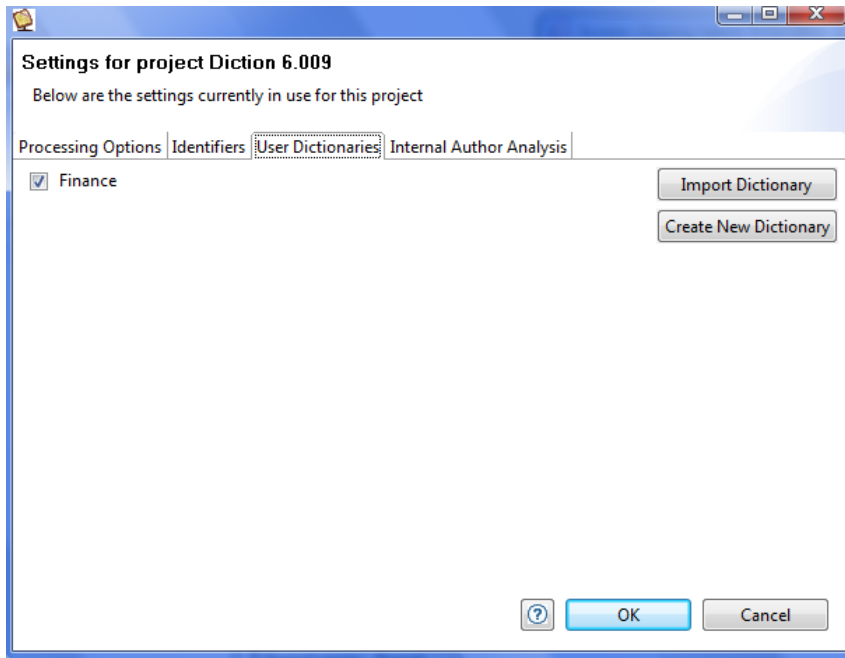 Settings for project Diction 6.009
Below are the settings currently in use for this project
Processing Options Identifiers User Dictionaries Internal Author Analysis
Finance
Import Dictionary
Create New Dictionary
? OK Cancel